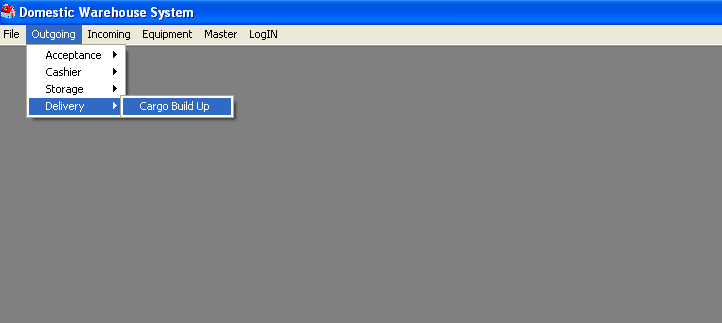 Domestic Warehouse System
File Outgoing Incoming Equipment Master LogIN
Acceptance
Cashier
Storage
Delivery Cargo Build Up